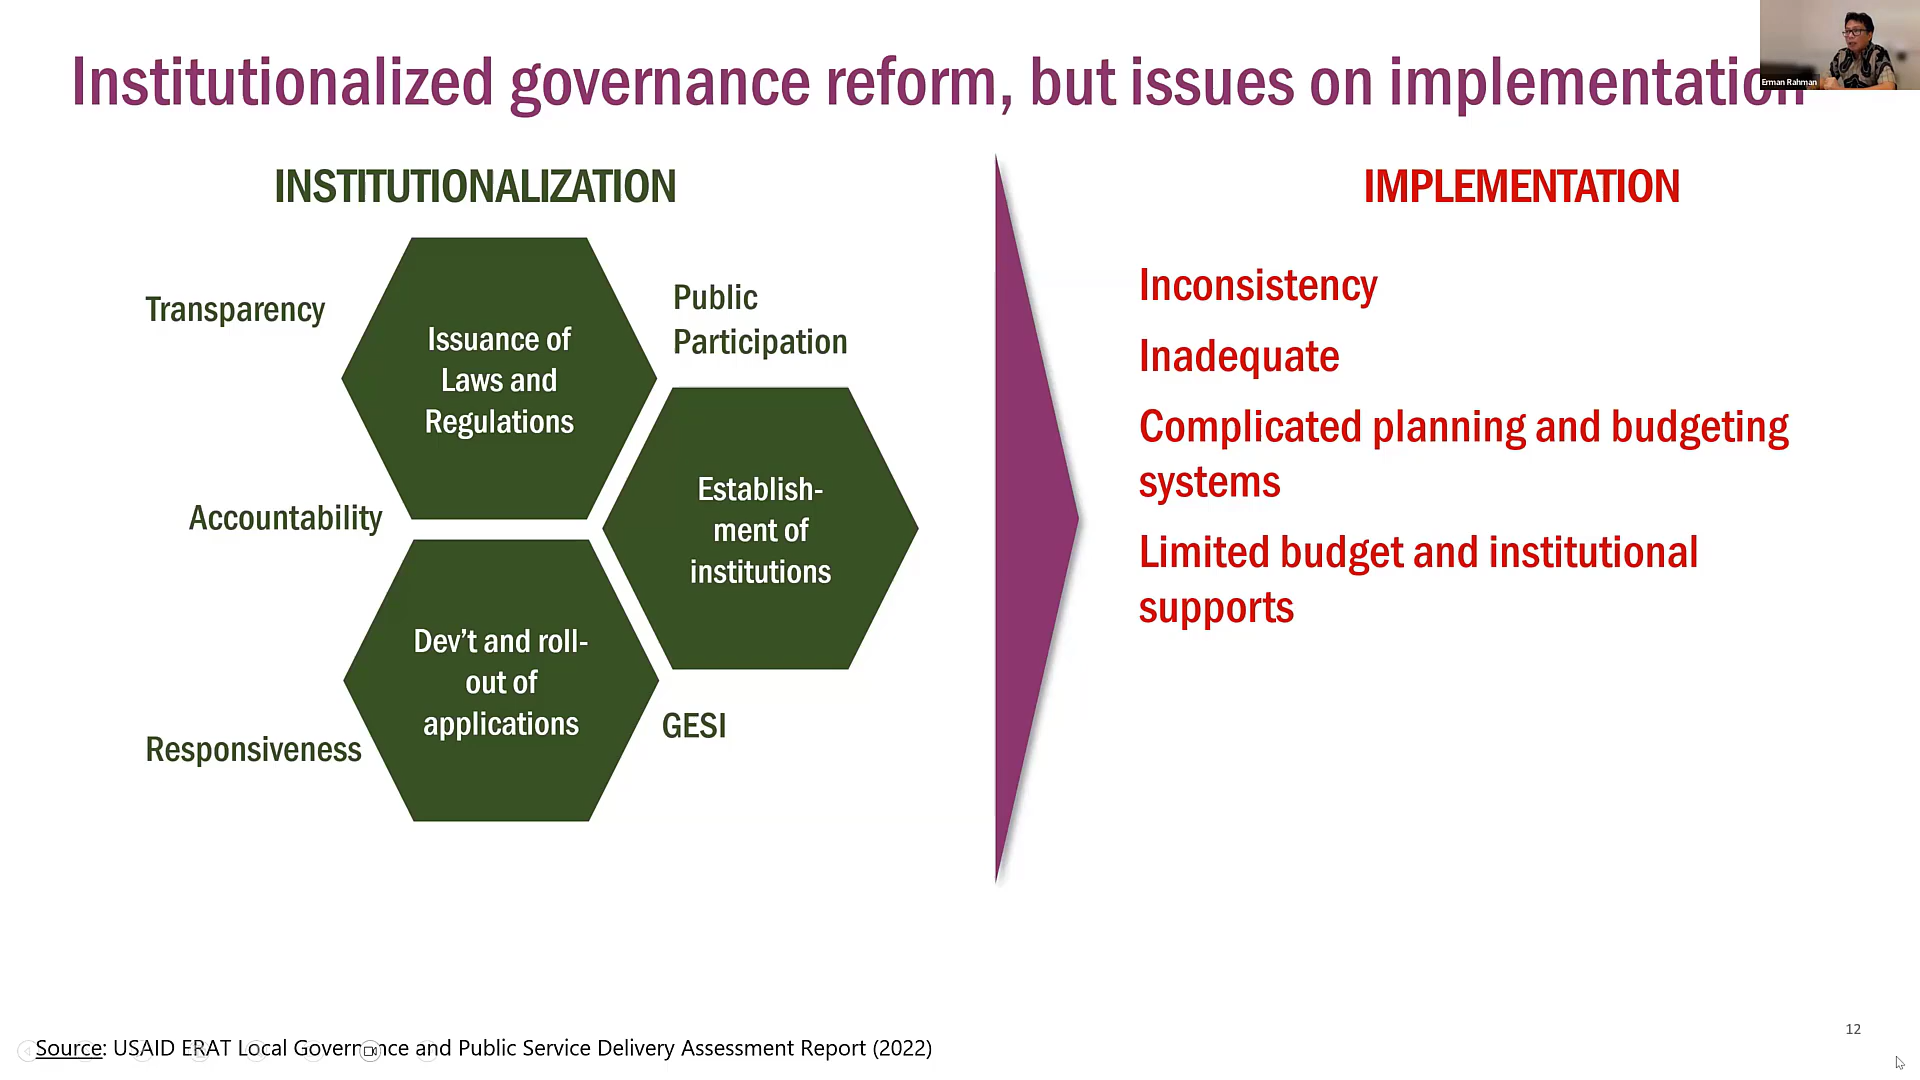 Institutionalized governance reform, but issues on implementation
Erman Rahman
INSTITUTIONALIZATION
Transparency
Public
Participation
Issuance of
Laws and
Regulations
Accountability
Establish-
ment of
institutions
Dev't and roll-
out of
applications
Responsiveness
GESI
IMPLEMENTATION
Inconsistency
Inadequate
Complicated planning and budgeting
systems
Limited budget and institutional
supports
12
Source: USAID ERAT Local Governance and Public Service Delivery Assessment Report (2022)